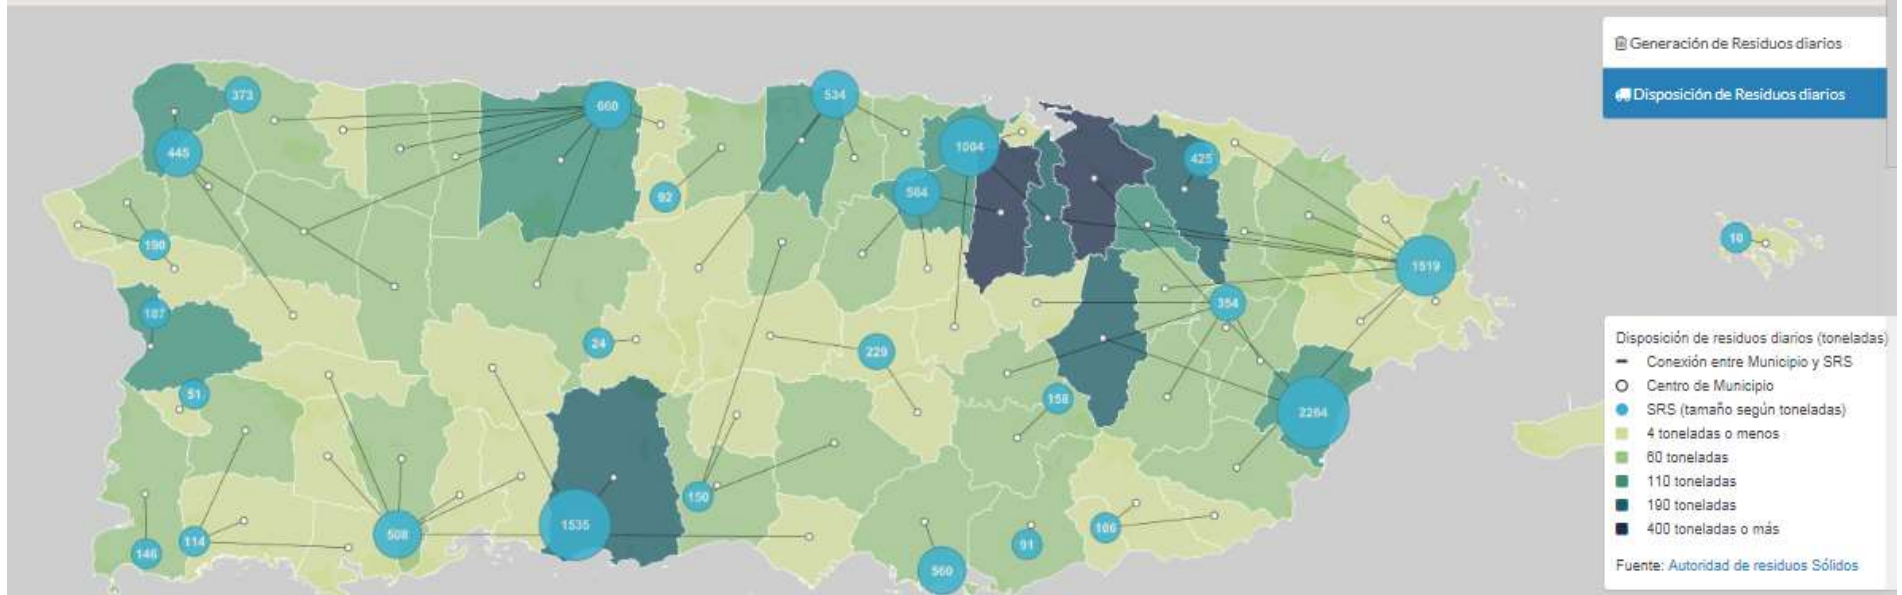 Generación de Residuos diarios
Disposición de Residuos diarios
373
660
534
445
1004
425
92
564
190
10
1519
187
354
24
229
51
158
2264
150
1535
508
106
114
146
91
560
Disposición de residuos diarios (toneladas)
Conexión entre Municipio y SRS
Centro de Municipio
SRS (tamaño según toneladas)
4 toneladas o menos
60 toneladas
110 toneladas
190 toneladas
400 toneladas o más
Fuente: Autoridad de residuos Sólidos